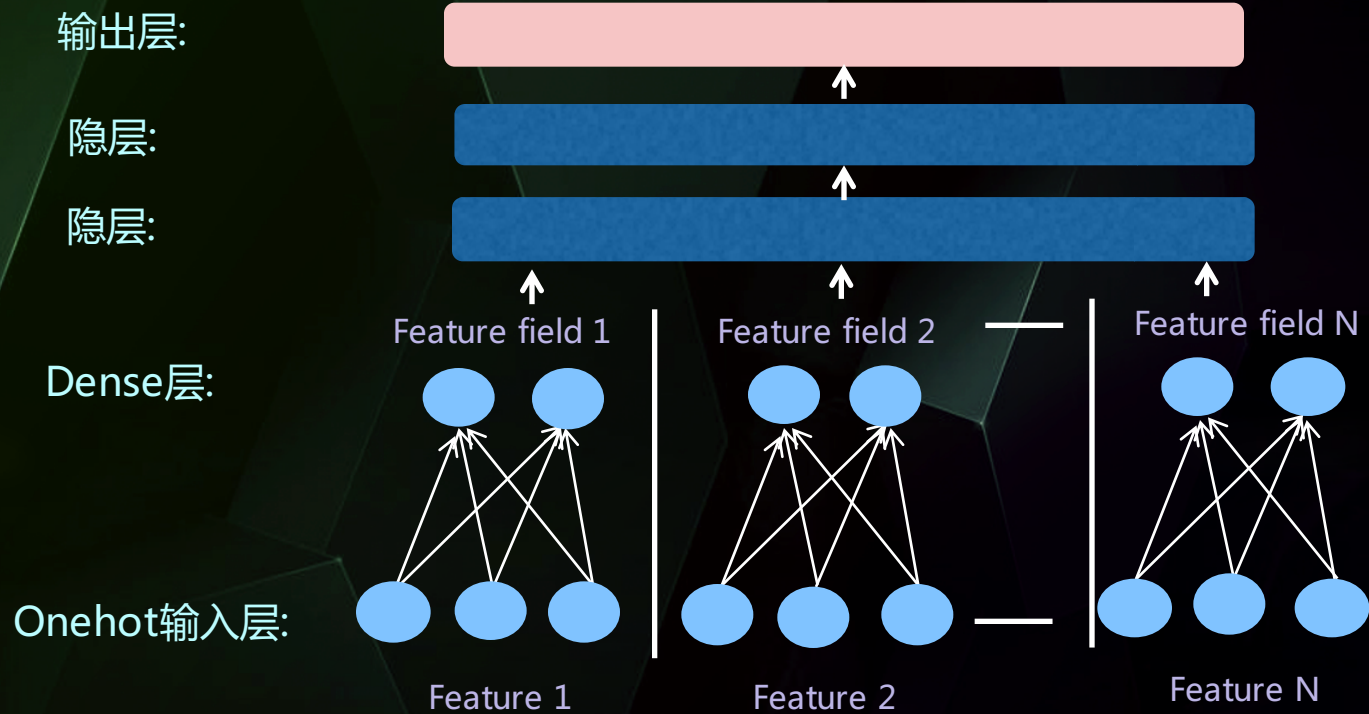 输出层:
隐层:
隐层:
Feature field 1
Feature field 2
Feature field N
Dense层:
Onehot输入层:
Feature 1
Feature 2
Feature N